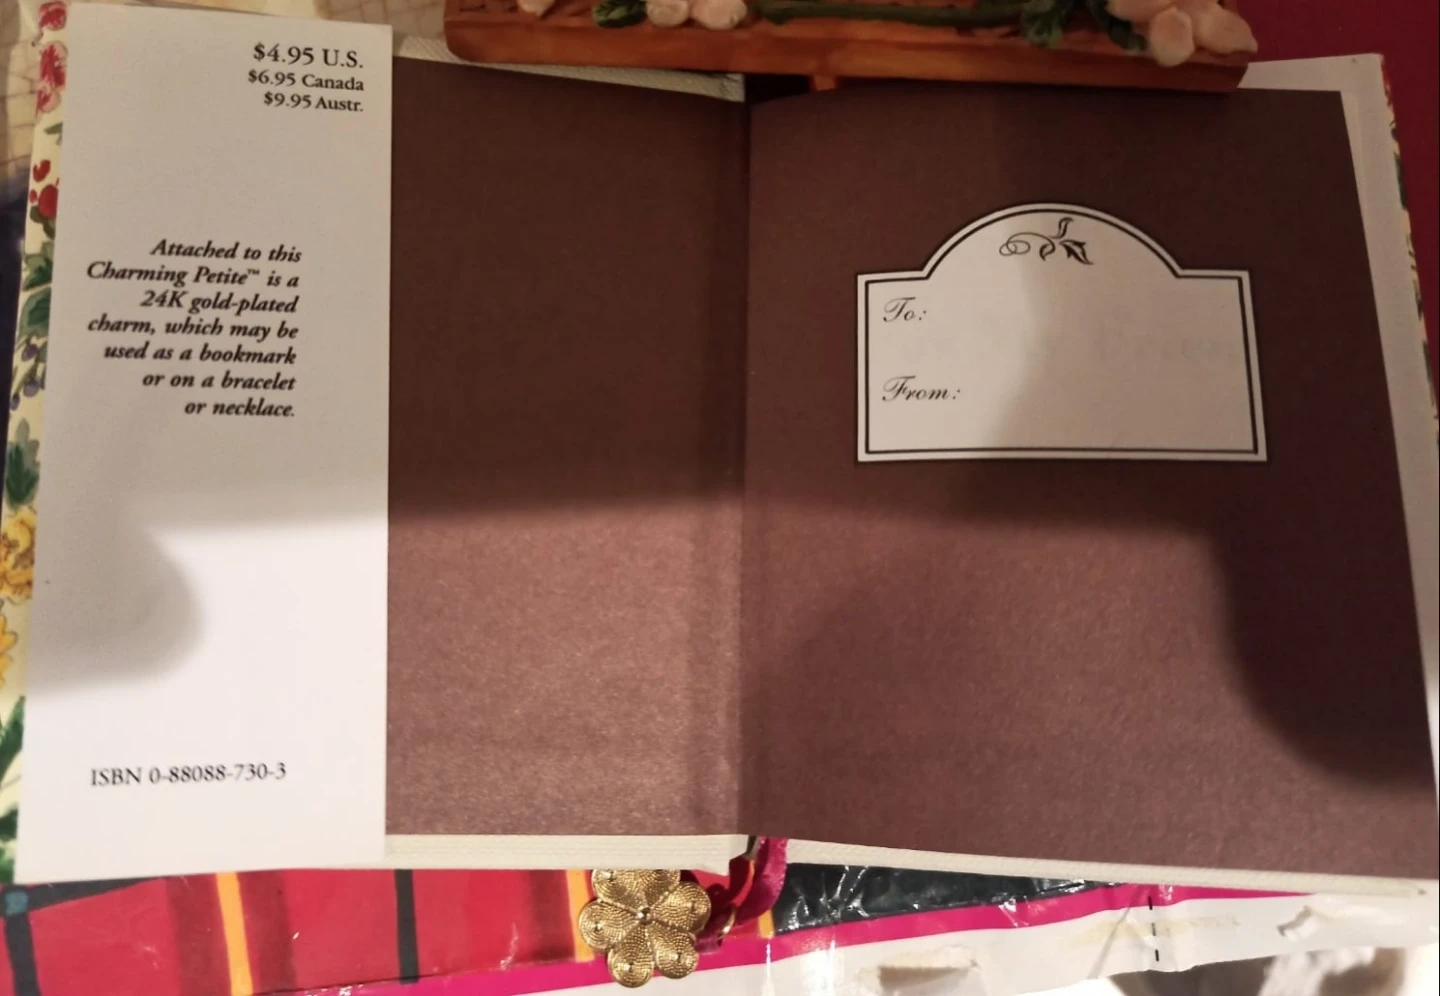 $4.95 U.S.
$6.95 Canada
$9.95 Austr.
Attached to this
Charming Petite™ is a
24K gold-plated
charm, which may be
used as a bookmark
or on a bracelet
or necklace.
ISBN 0-88088-730-3
To:
From: